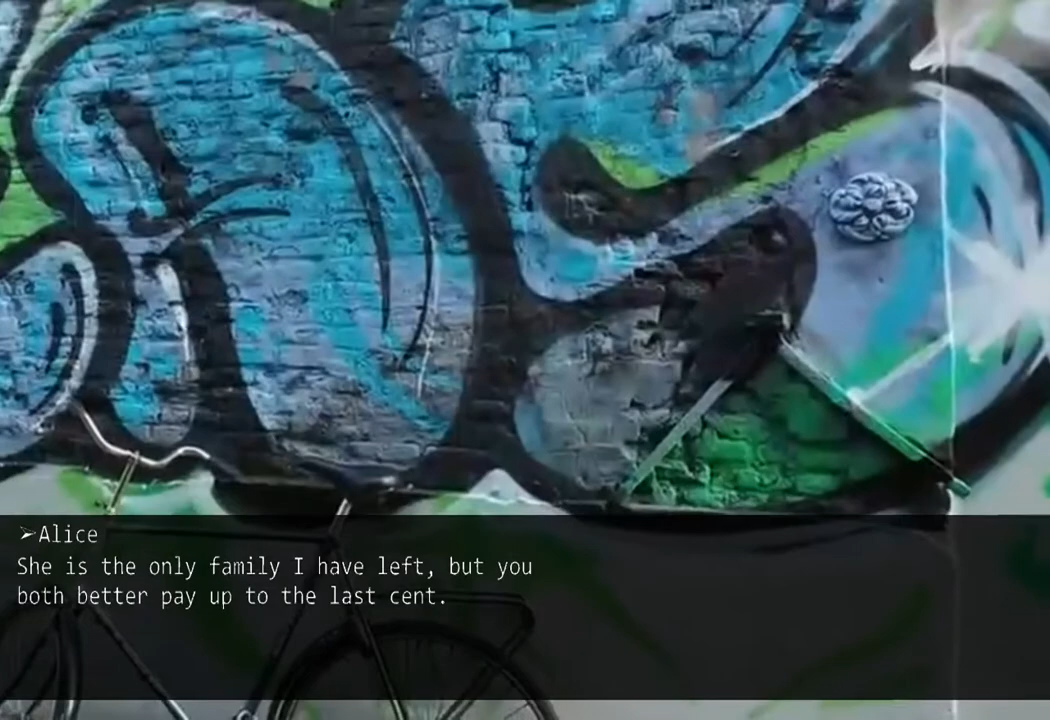 ➢Alice
She is the only family I have left, but you
both better pay up to the last cent.